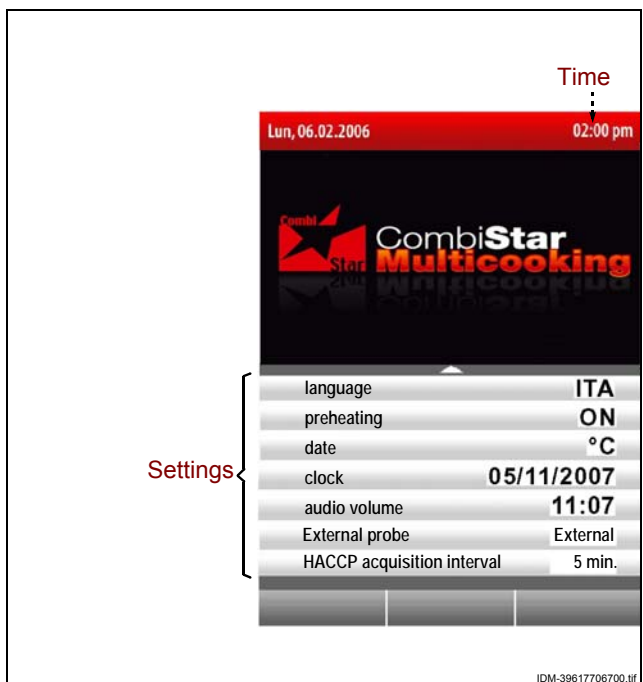 Time
Lun, 06.02.2006 02:00 pm
Combi
Star
CombiStar
Multicooking
language ITA
preheating ON
date °C
clock 05/11/2007
audio volume 11:07
External probe External
HACCP acquisition interval 5 min.
Settings
IDM-39617706700.tif